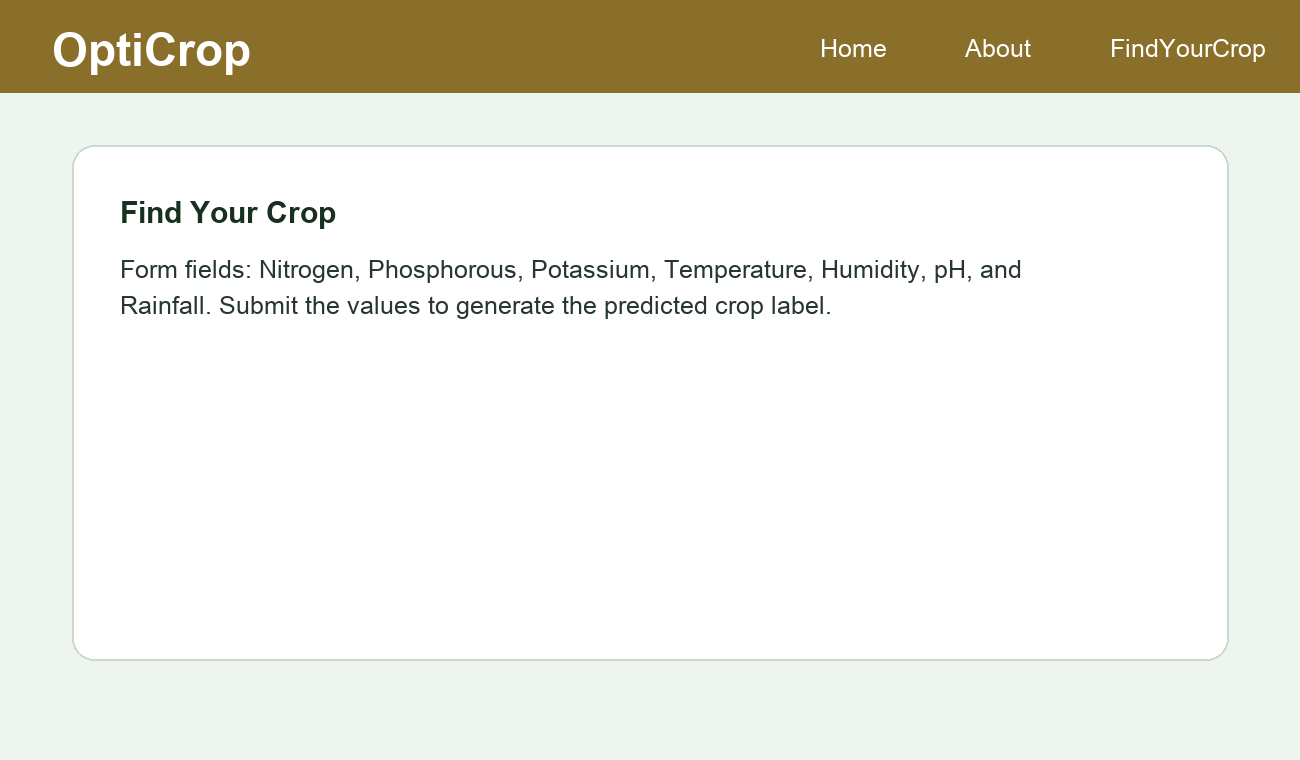 OptiCrop
Home About FindYourCrop
Find Your Crop
Form fields: Nitrogen, Phosphorous, Potassium, Temperature, Humidity, pH, and
Rainfall. Submit the values to generate the predicted crop label.